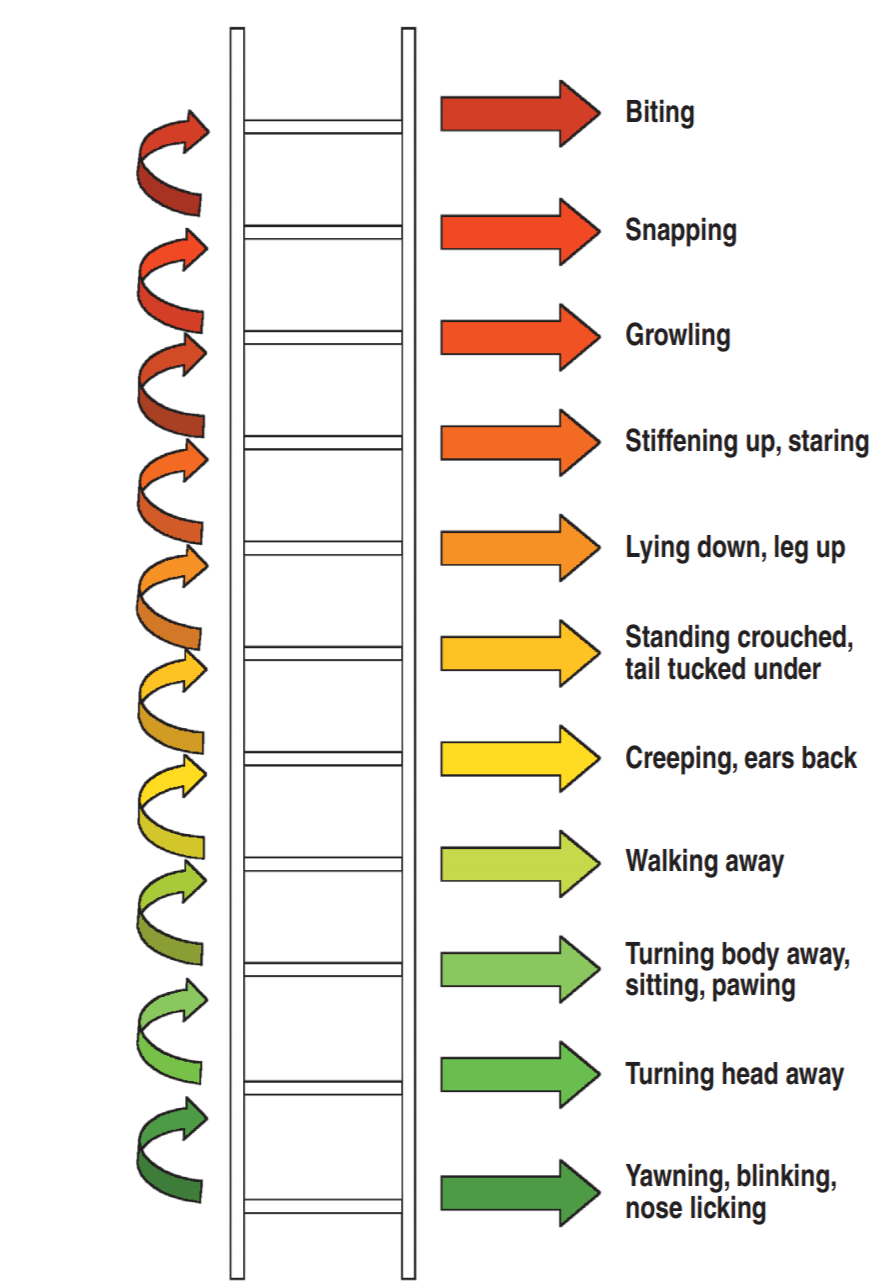 Biting
Snapping
Growling
Stiffening up, staring
Lying down, leg up
Standing crouched,
tail tucked under
Creeping, ears back
Walking away
Turning body away,
sitting, pawing
Turning head away
Yawning, blinking,
nose licking